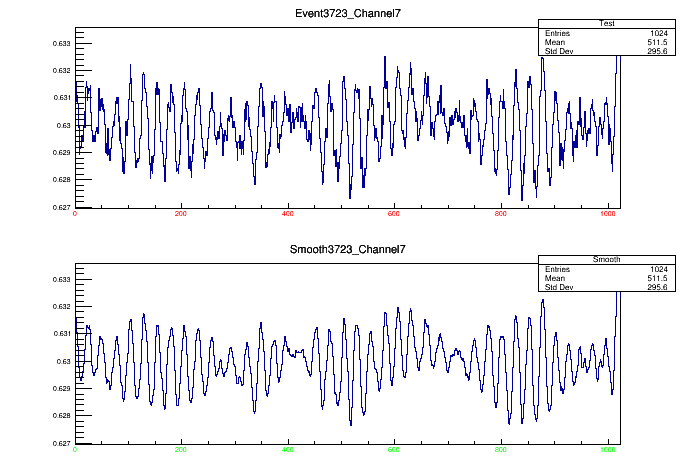 Event3723_Channel7
Test
Entries 1024
Mean 511.5
Std Dev 295.6
0.633
0.632
0.631
0.63
0.629
0.628
0.627
0 200 400 600 800 1000
Smooth3723_Channel7
Smooth
Entries 1024
Mean 511.5
Std Dev 295.6
0.633
0.632
0.631
0.63
0.629
0.628
0.627
0 200 400 600 800 1000